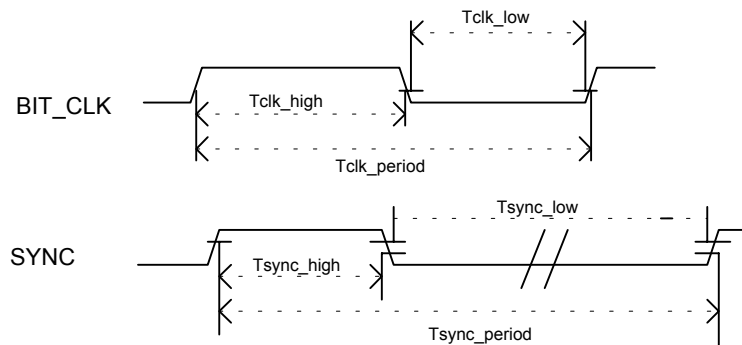 Tclk_low
BIT_CLK
Tclk_high
Tclk_period
Tsync_low
SYNC
Tsync_high
Tsync_period